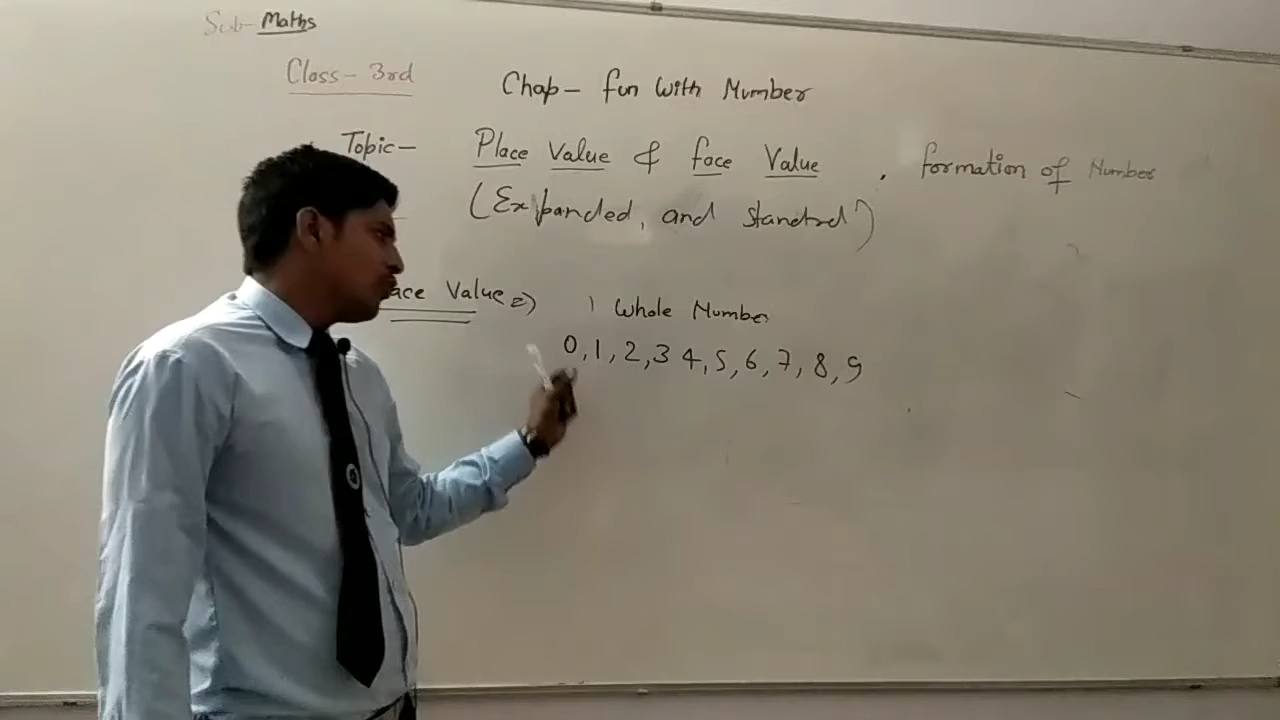 Sub- Maths
Class- 3rd
Chap- fun With Number
Topic- Place Value & face Value , formation of Number
(Expanded, and Standrd)
ace Value => 1 Whole Number
0,1,2,3 4,5,6,7,8,9